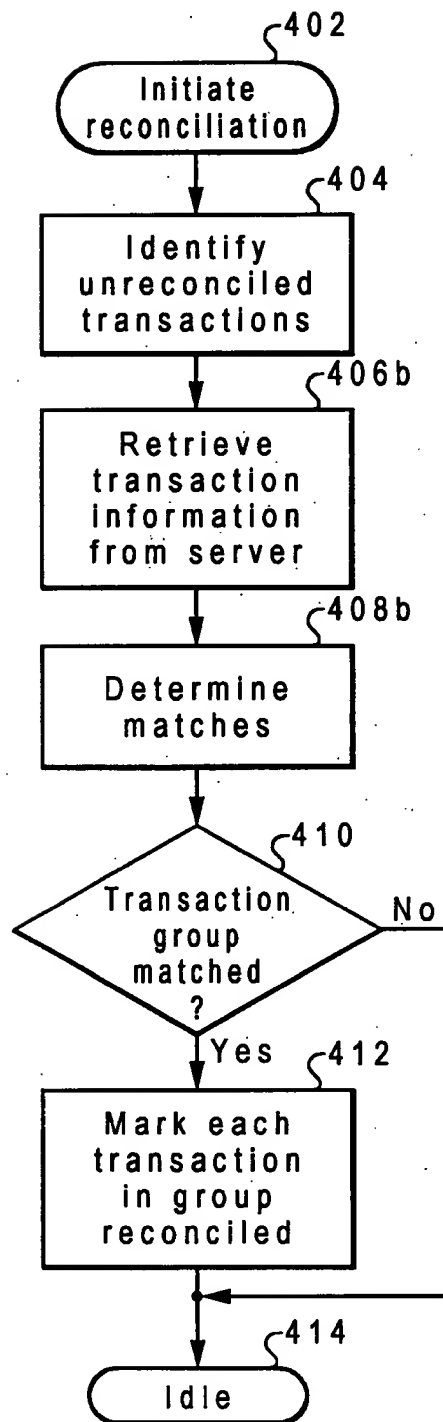 402
Initiate
reconciliation
404
Identify
unreconciled
transactions
406b
Retrieve
transaction
information
from server
408b
Determine
matches
410
Transaction
group
matched
?
No
Yes
412
Mark each
transaction
in group
reconciled
414
Idle